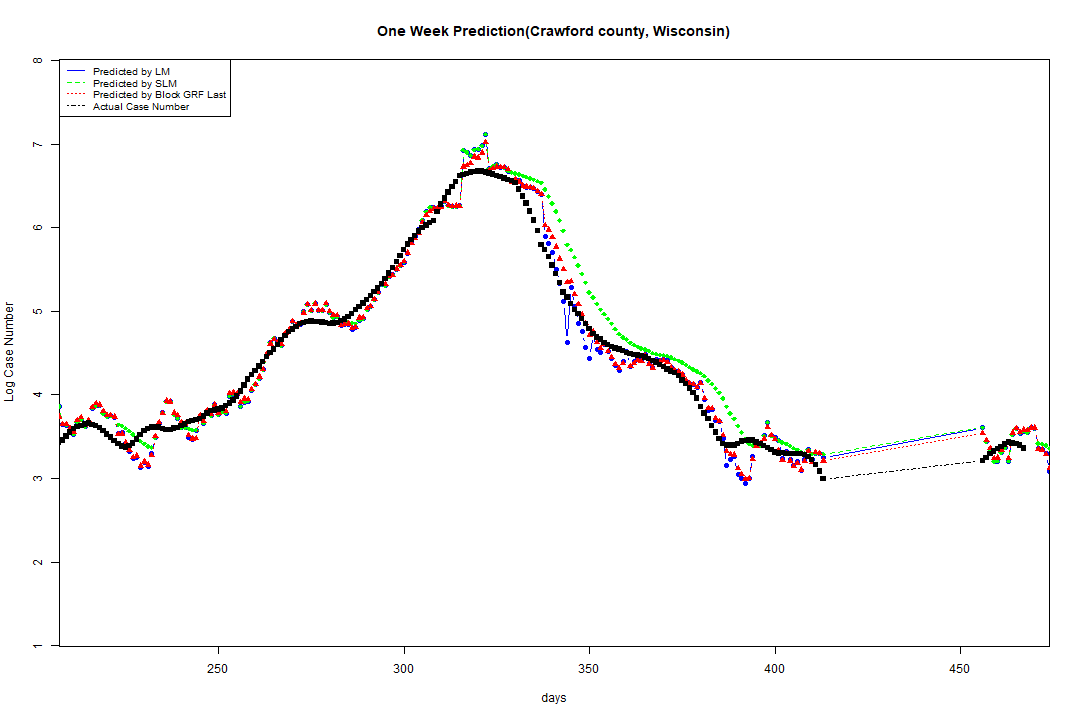 One Week Prediction(Crawford county, Wisconsin)
Predicted by LM
Predicted by SLM
Predicted by Block GRF Last
Actual Case Number
8
7
6
5
4
3
2
1
Log Case Number
250 300 350 400 450
days